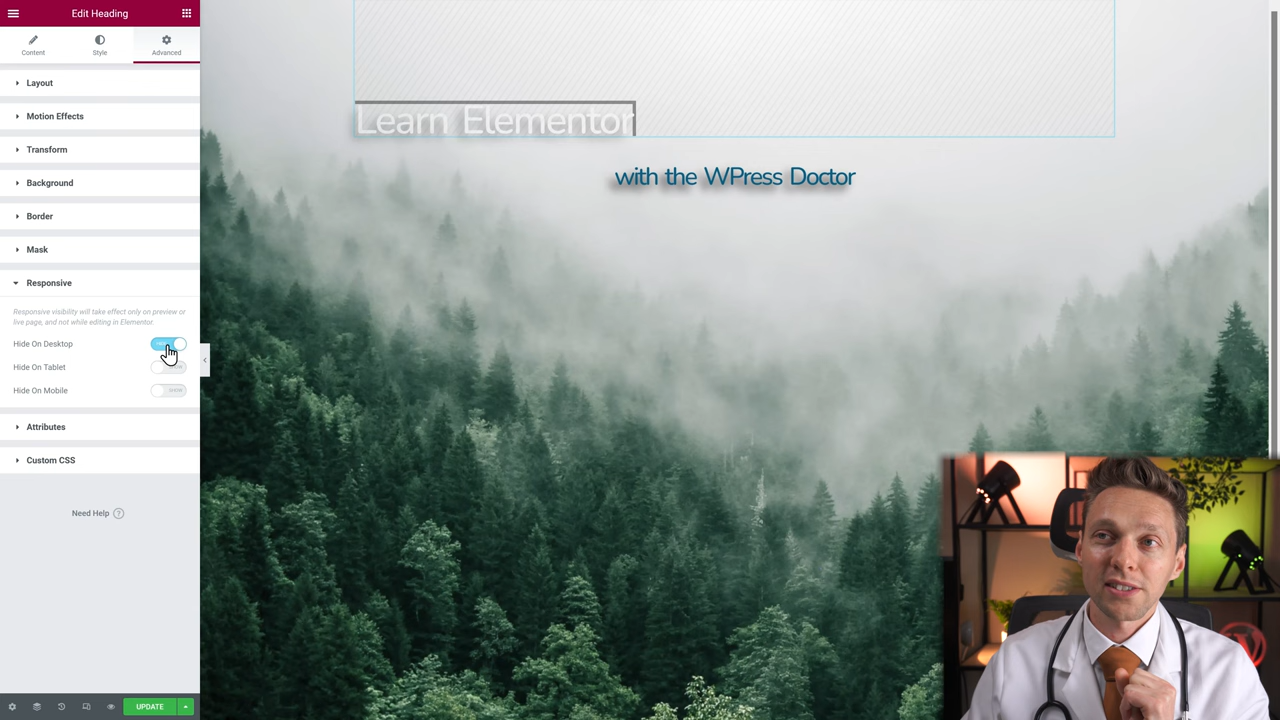 Edit Heading
Content
Style
Advanced
Layout
Motion Effects
Transform
Background
Border
Mask
Responsive
Responsive visibility will take effect only on preview or
live page, and not while editing in Elementor.
Hide On Desktop
Hide On Tablet
Hide On Mobile
SHOW
Attributes
Custom CSS
Need Help
UPDATE
Learn Elementor
with the WPress Doctor